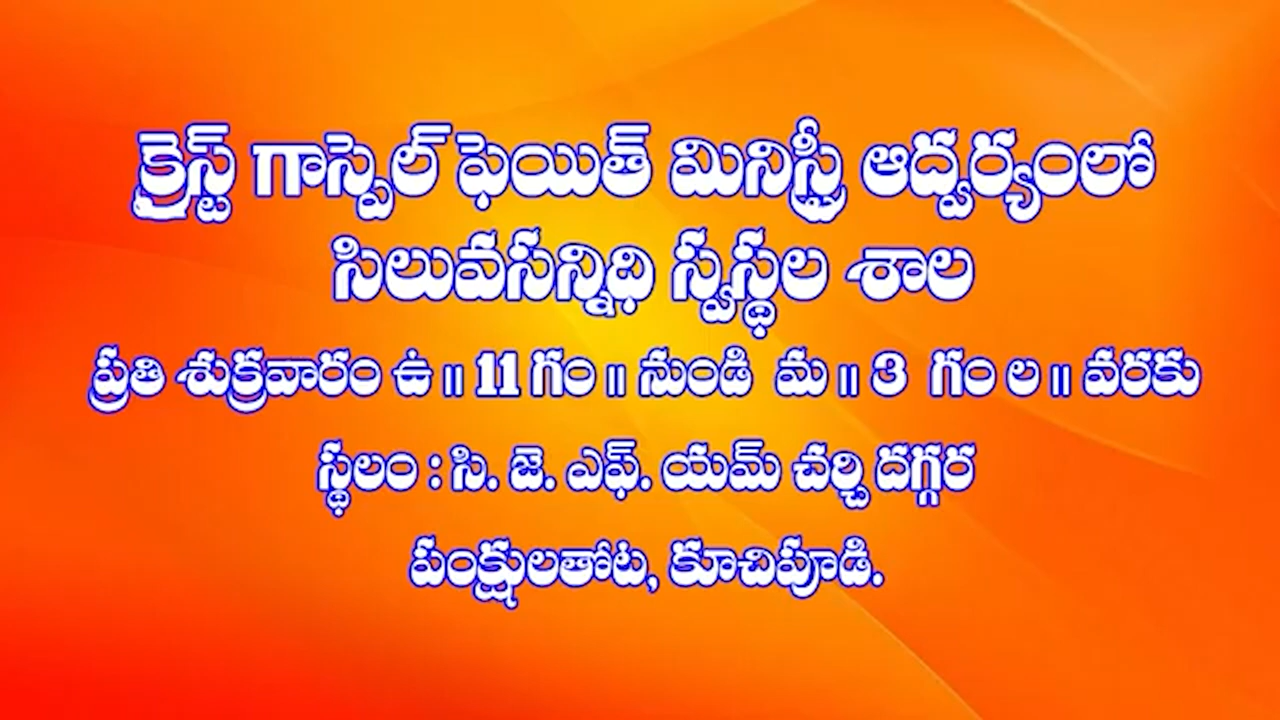 క్రైస్ట్ గాస్పెల్ ఫెయిత్ మినిస్ట్రీ ఆద్వర్యంలో
సిలువసన్నిధి స్వస్థల శాల
ప్రతి శుక్రవారం ఉ॥ 11 గం॥ నుండి మ॥ 3 గం ల॥ వరకు
స్థలం : సి. జె. ఎఫ్. యమ్ చర్చి దగ్గర
పంక్షులతోట, కూచిపూడి.